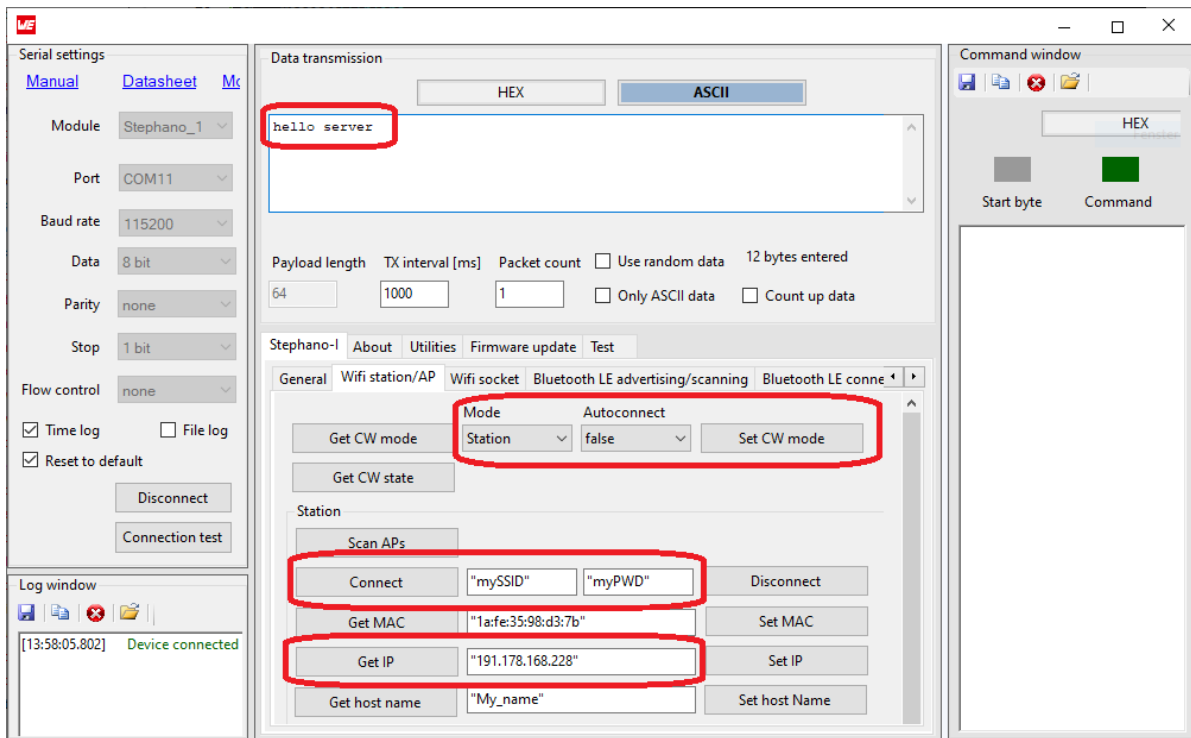 WE
Serial settings
Manual Datasheet Mo
Module Stephano_1
Port COM11
Baud rate 115200
Data 8 bit
Parity none
Stop 1 bit
Flow control none
Time log File log
Reset to default
Disconnect
Connection test
Log window
[13:58:05.802] Device connected
Data transmission
HEX ASCII
hello server
Payload length TX interval [ms] Packet count Use random data 12 bytes entered
64 1000 1 Only ASCII data Count up data
Stephano-I About Utilities Firmware update Test
General Wifi station/AP Wifi socket Bluetooth LE advertising/scanning Bluetooth LE conne
Mode Autoconnect
Get CW mode Station false Set CW mode
Get CW state
Station
Scan APs
Connect "mySSID" "myPWD" Disconnect
Get MAC "1a:fe:35:98:d3:7b" Set MAC
Get IP "191.178.168.228" Set IP
Get host name "My_name" Set host Name
Command window
HEX
Fenster
Start byte Command